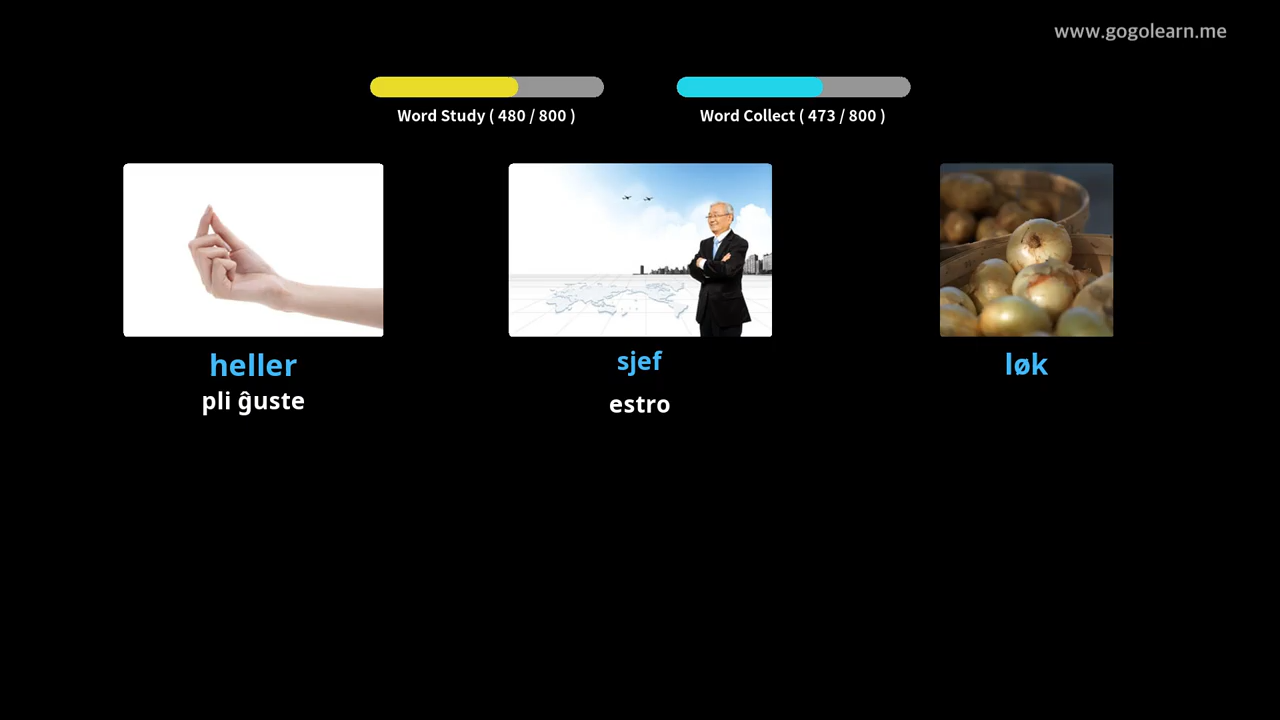 www.gogolearn.me
Word Study ( 480 / 800 )
Word Collect ( 473 / 800 )
heller
sjef
løk
pli ĝuste
estro